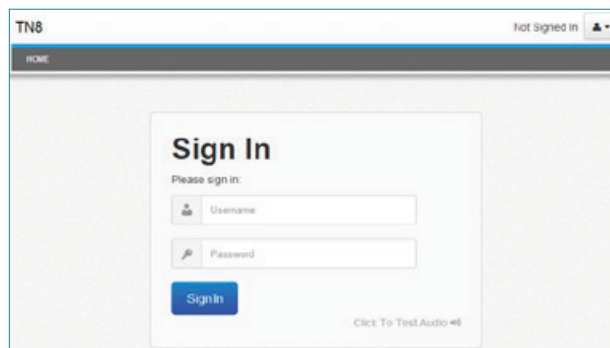 TN8
Not Signed In
HOME
Sign In
Please sign in:
Username
Password
Sign In
Click To Test Audio